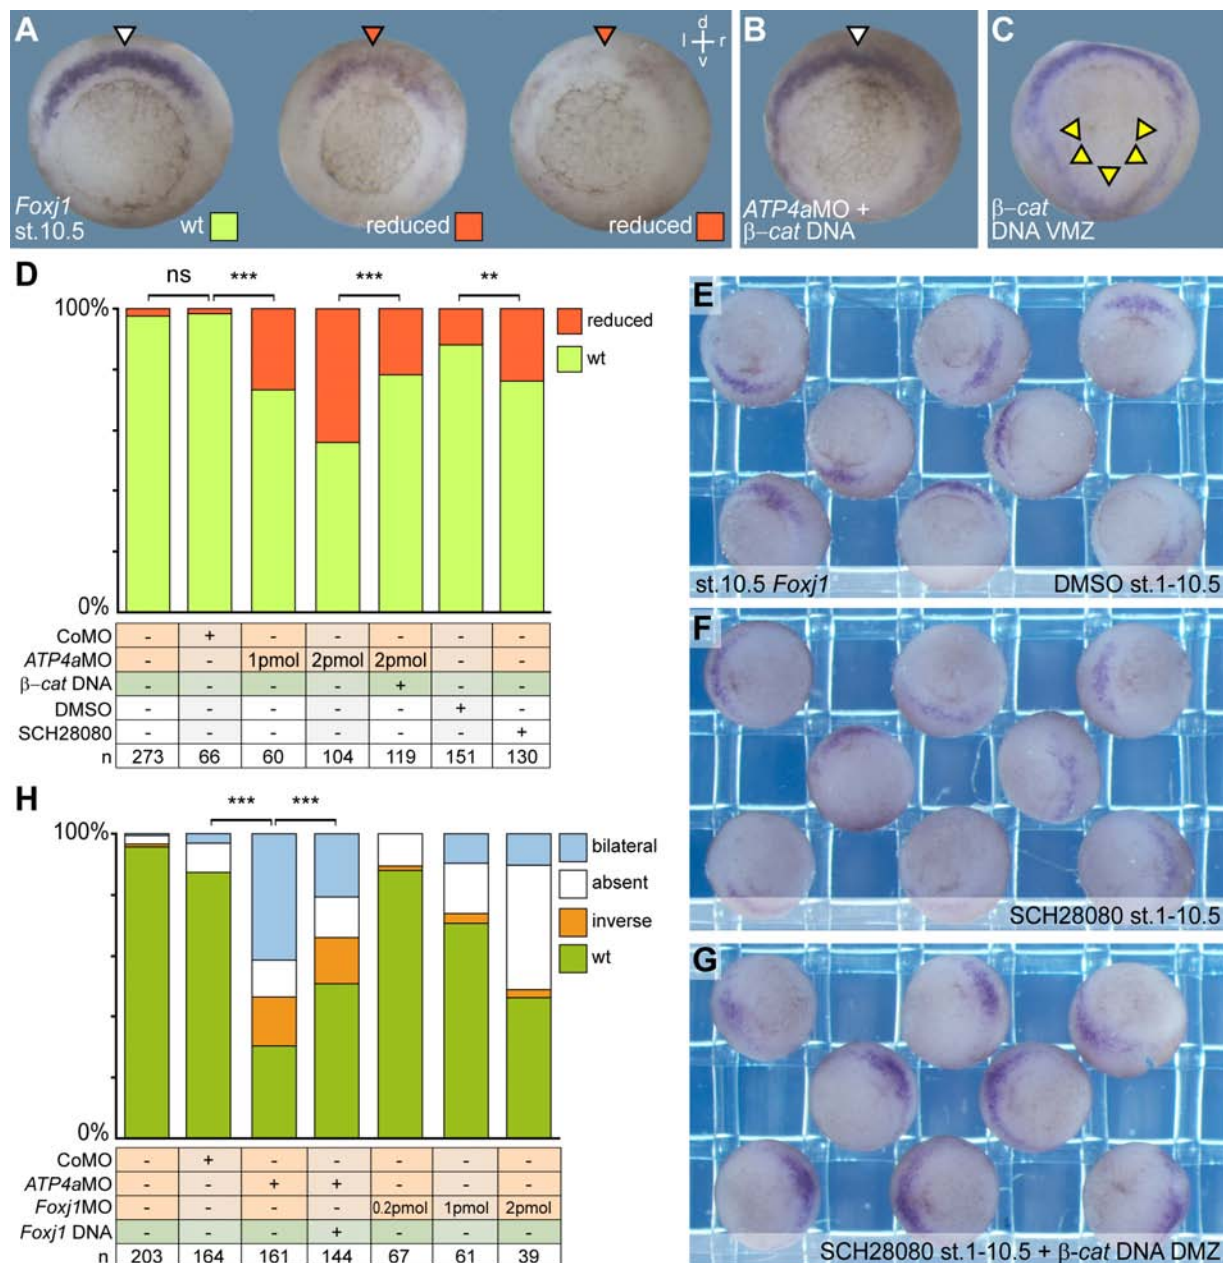 A
B
C
d
l r
v
Foxj1
st.10.5
wt
reduced
reduced
ATP4aMO +
β–cat DNA
β–cat
DNA VMZ
D
ns *** *** **
100%
0%
reduced
wt
CoMO - + - - - - -
ATP4aMO - - 1pmol 2pmol 2pmol - -
β–cat DNA - - - - + - -
DMSO - - - - - + -
SCH28080 - - - - - - +
n 273 66 60 104 119 151 130
E
st.10.5 Foxj1 DMSO st.1-10.5
F
SCH28080 st.1-10.5
G
SCH28080 st.1-10.5 + β-cat DNA DMZ
H
*** ***
100%
0%
bilateral
absent
inverse
wt
CoMO - + - - - - -
ATP4aMO - - + + - - -
Foxj1MO - - - - 0.2pmol 1pmol 2pmol
Foxj1 DNA - - - + - - -
n 203 164 161 144 67 61 39